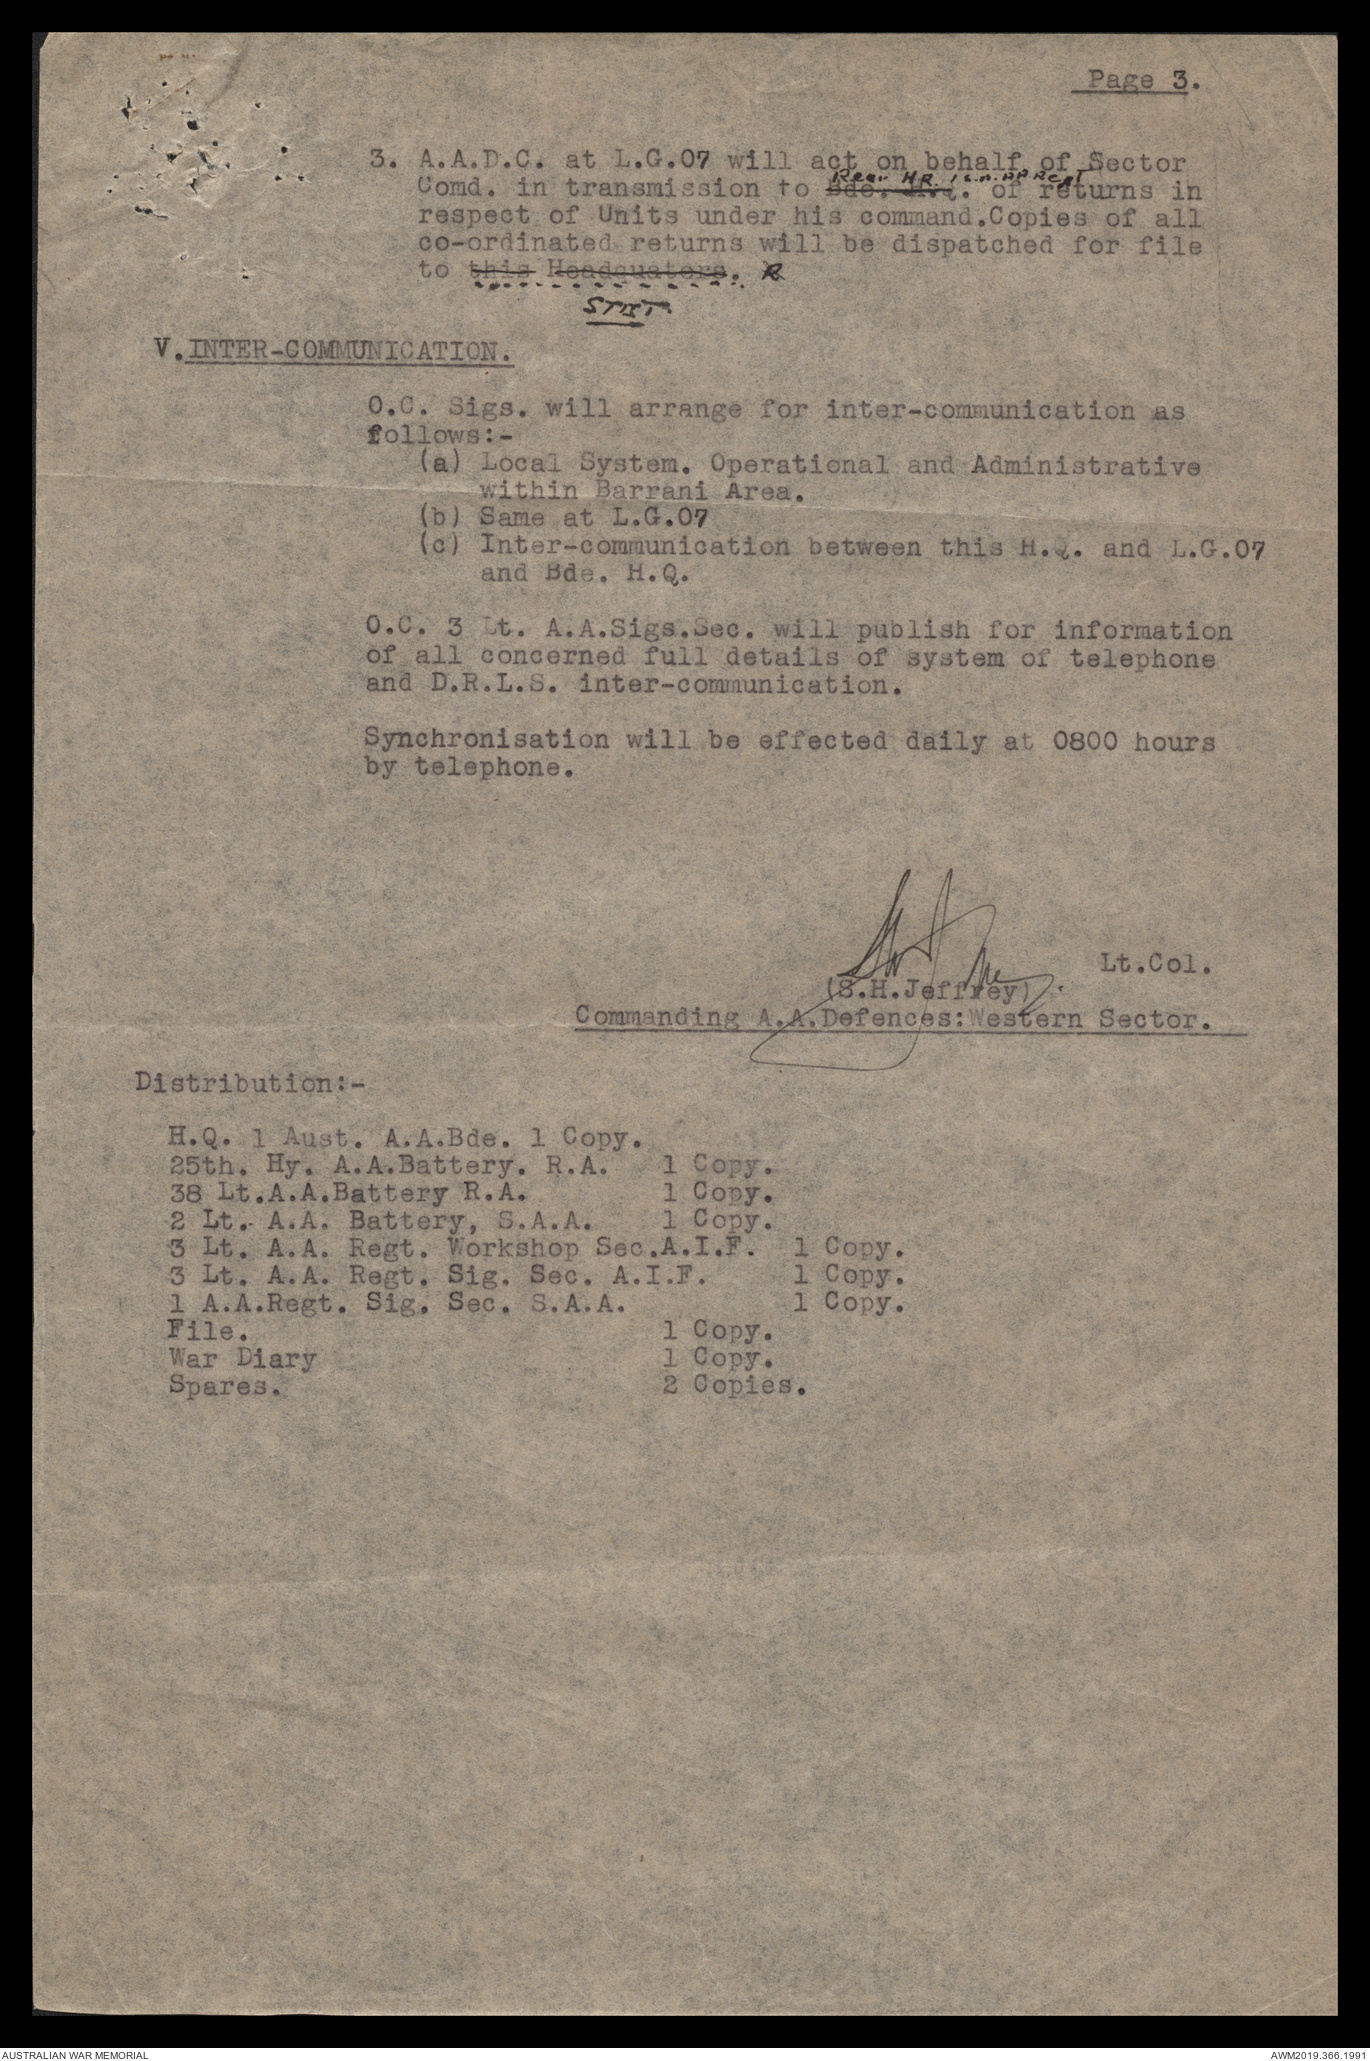 Page 3.
3. A.A.D.C. at L.G.07 will act on behalf of Sector
Rear HQ 1 S.A. AA Regt
Comd. in transmission to Bde. H.Q. of returns in
respect of Units under his command.Copies of all
co-ordinated returns will be dispatched for file
to this Headquaters.
STET
V.INTER-COMMUNICATION.
O.C. Sigs. will arrange for inter-communication as
follows:-
(a) Local System. Operational and Administrative
within Barrani Area.
(b) Same at L.G.07
(c) Inter-communication between this H.Q. and L.G.07
and Bde. H.Q.
O.C. 3 Lt. A.A.Sigs.Sec. will publish for information
of all concerned full details of system of telephone
and D.R.L.S. inter-communication.
Synchronisation will be effected daily at 0800 hours
by telephone.
Lt.Col.
(S.H.Jeffrey)
Commanding A.A.Defences:Western Sector.
Distribution:-
H.Q. 1 Aust. A.A.Bde. 1 Copy.
25th. Hy. A.A.Battery. R.A. 1 Copy.
38 Lt.A.A.Battery R.A. 1 Copy.
2 Lt. A.A. Battery, S.A.A. 1 Copy.
3 Lt. A.A. Regt. Workshop Sec.A.I.F. 1 Copy.
3 Lt. A.A. Regt. Sig. Sec. A.I.F. 1 Copy.
1 A.A.Regt. Sig. Sec. S.A.A. 1 Copy.
File. 1 Copy.
War Diary 1 Copy.
Spares. 2 Copies.
AUSTRALIAN WAR MEMORIAL
AWM2019.366.1991